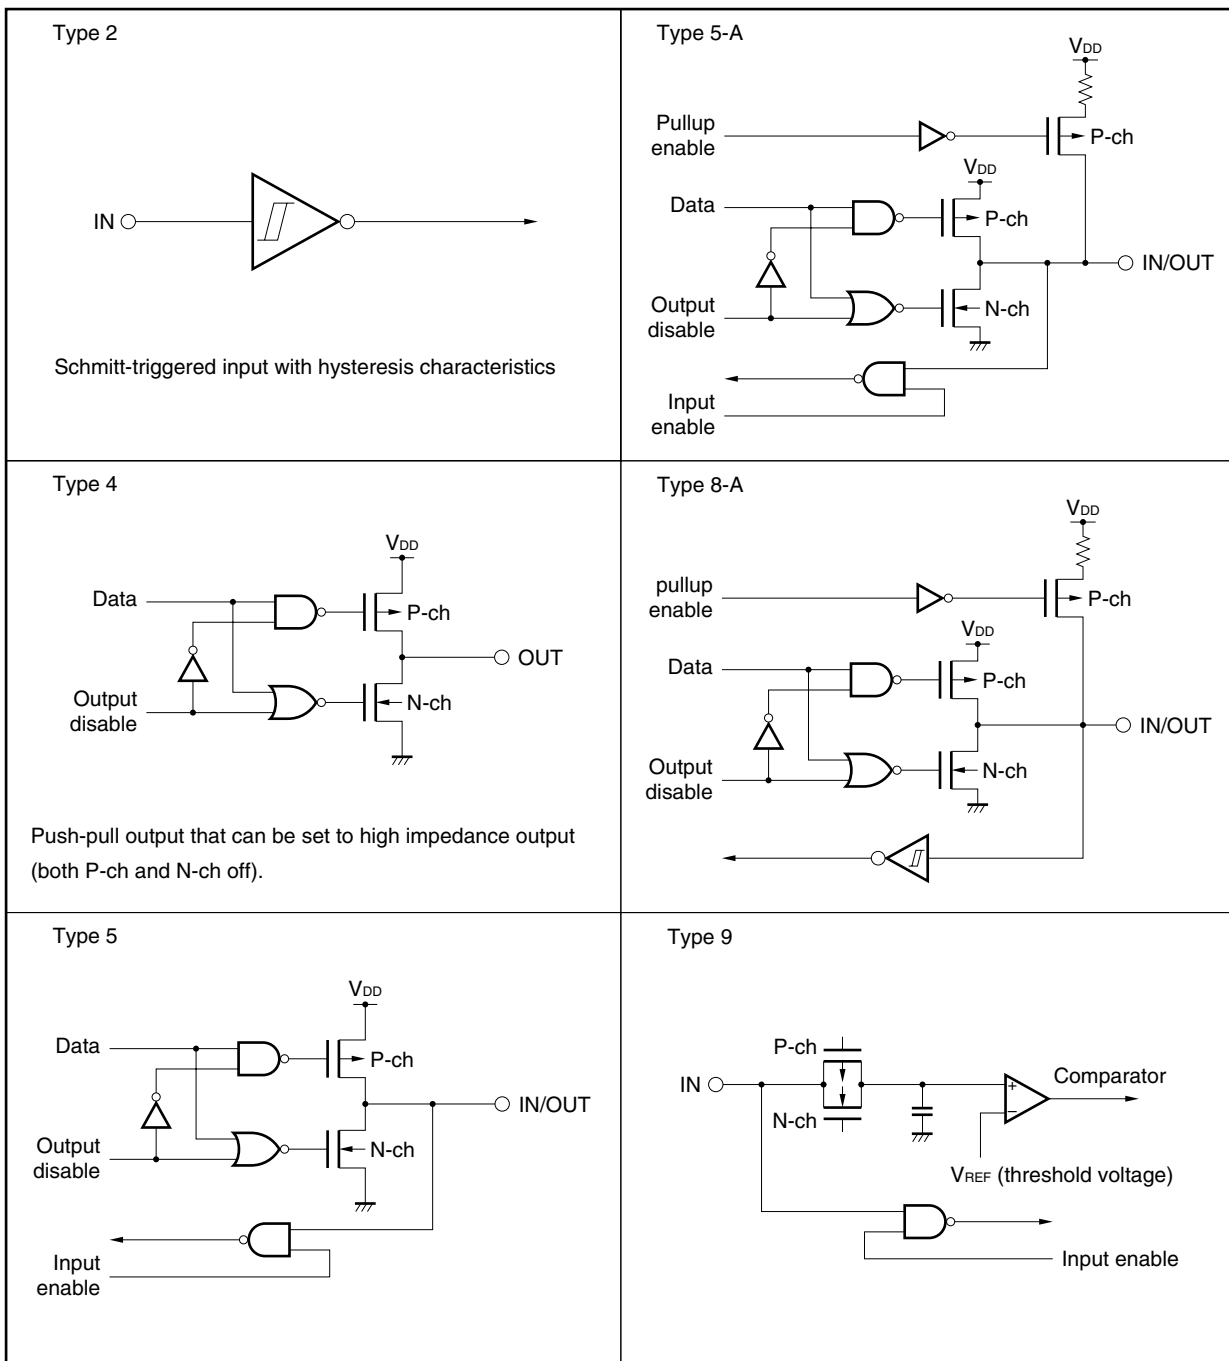 Type 2
IN
Schmitt-triggered input with hysteresis characteristics
Type 5-A
VDD
Pullup
enable
P-ch
VDD
Data
P-ch
IN/OUT
Output
disable
N-ch
Input
enable
Type 4
VDD
Data
P-ch
OUT
Output
disable
N-ch
Push-pull output that can be set to high impedance output
(both P-ch and N-ch off).
Type 8-A
VDD
pullup
enable
P-ch
VDD
Data
P-ch
IN/OUT
Output
disable
N-ch
Type 5
VDD
Data
P-ch
IN/OUT
Output
disable
N-ch
Input
enable
Type 9
P-ch
IN
N-ch
+
−
Comparator
VREF (threshold voltage)
Input enable